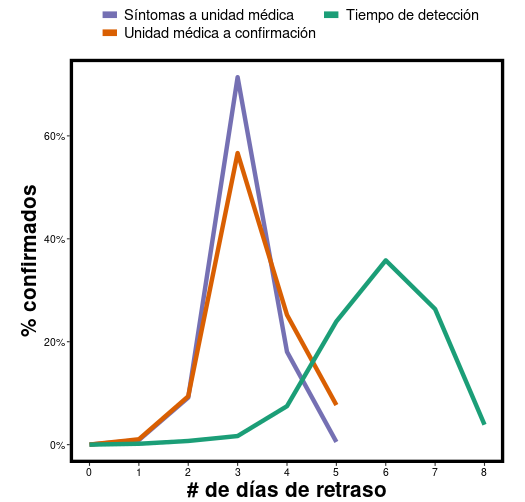 Síntomas a unidad médica
Tiempo de detección
Unidad médica a confirmación
% confirmados
60%
40%
20%
0%
0 1 2 3 4 5 6 7 8
# de días de retraso